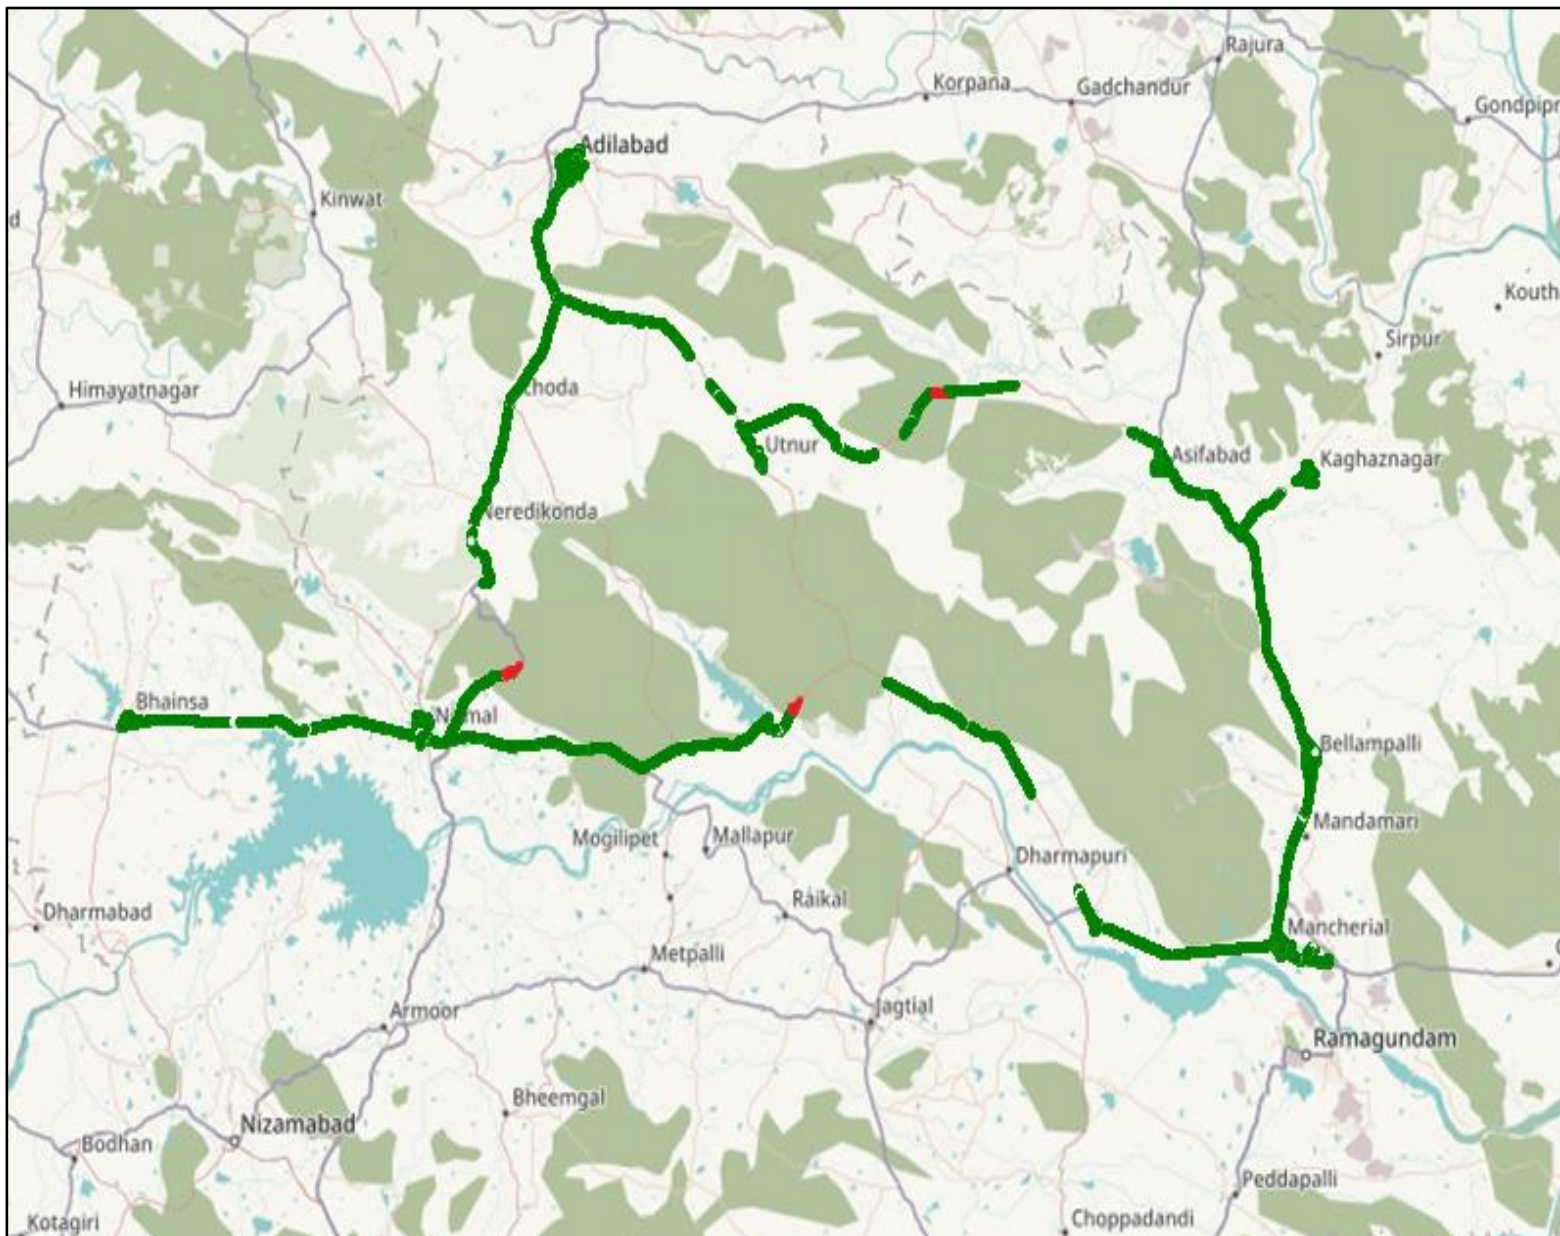 Rajura
Korpana
Gadchandur
Gondpipr
Adilabad
Kinwat
d
Kouth
Sirpur
Himayatnagar
choda
Utnur
Asifabad
Kaghaznagar
Neredikonda
Bhainsa
Nirmal
Bellampalli
Mandamari
Mogilipet
Mallapur
Dharmapuri
Raikal
Dharmabad
Mancherial
Metpalli
Armoor
Jagtial
Ramagundam
Bheemgal
Nizamabad
Bodhan
Peddapalli
Kotagiri
Choppadandi